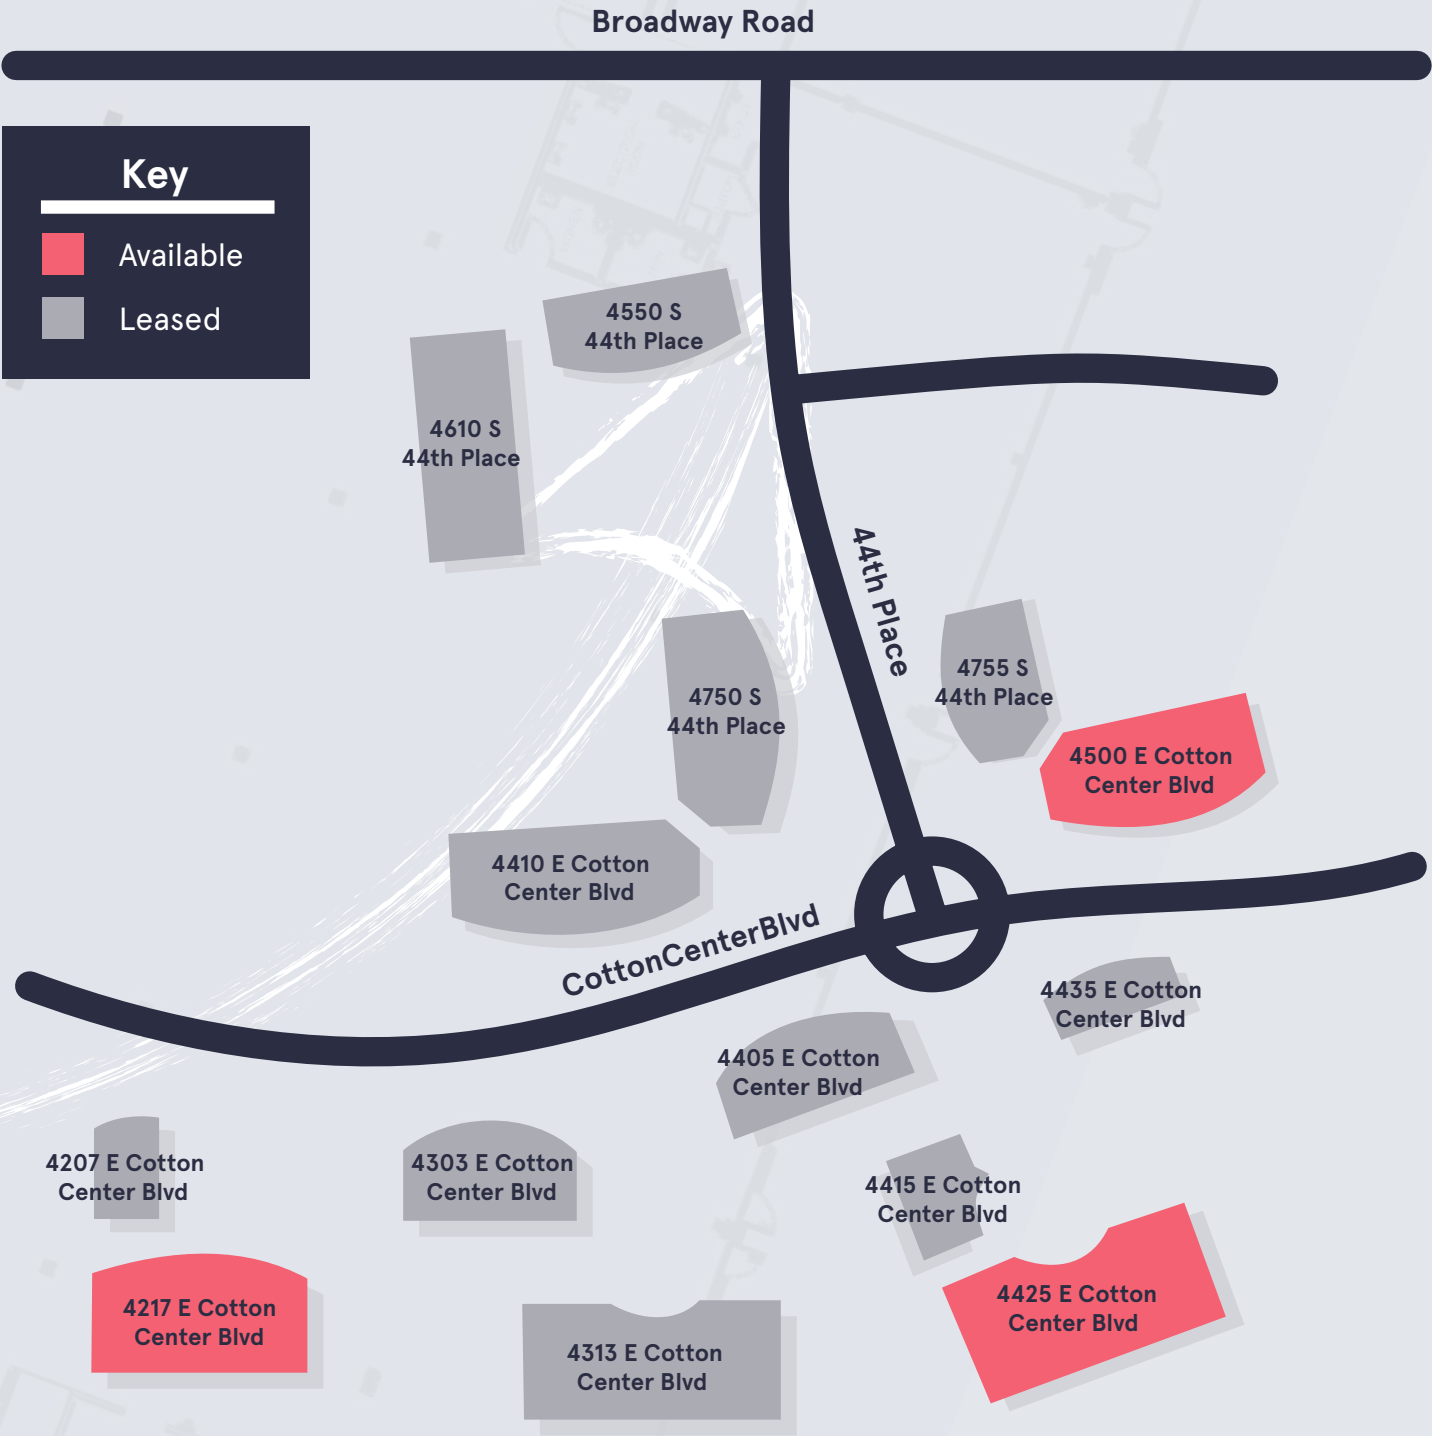 Broadway Road
Key
Available
Leased
4550 S
44th Place
4610 S
44th Place
44th Place
4755 S
44th Place
4750 S
44th Place
4500 E Cotton
Center Blvd
4410 E Cotton
Center Blvd
CottonCenterBlvd
4435 E Cotton
Center Blvd
4405 E Cotton
Center Blvd
4207 E Cotton
Center Blvd
4303 E Cotton
Center Blvd
4415 E Cotton
Center Blvd
4217 E Cotton
Center Blvd
4425 E Cotton
Center Blvd
4313 E Cotton
Center Blvd